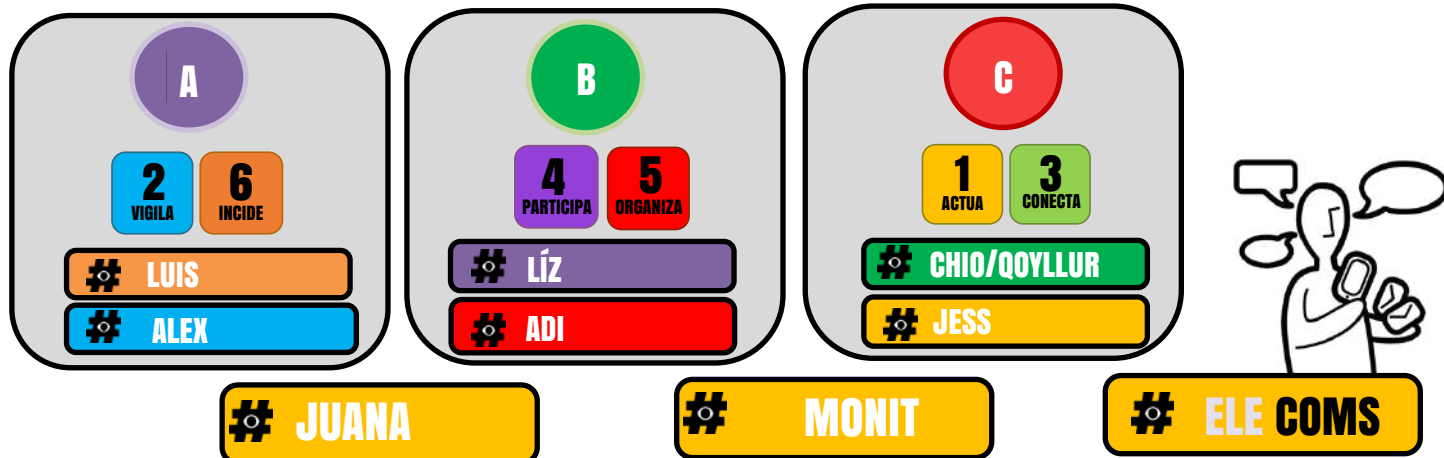 A
2
VIGILA
6
INCIDE
# LUIS
# ALEX
B
4
PARTICIPA
5
ORGANIZA
# LÍZ
# ADI
C
1
ACTUA
3
CONECTA
# CHIO/QOYLLUR
# JESS
# JUANA
# MONIT
# ELE COMS